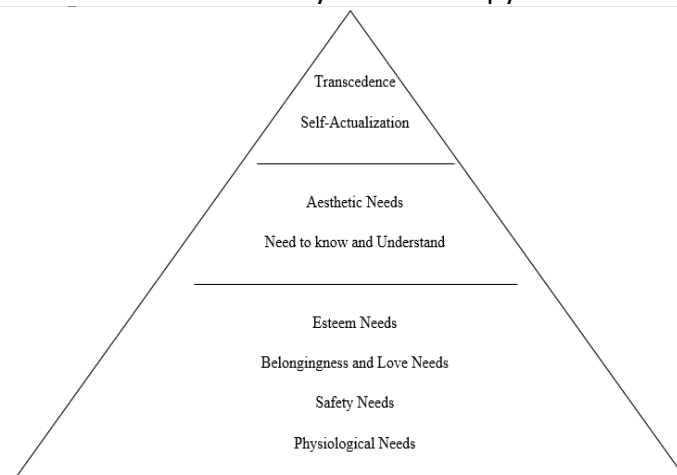 Transcedence
Self-Actualization
Aesthetic Needs
Need to know and Understand
Esteem Needs
Belongingness and Love Needs
Safety Needs
Physiological Needs